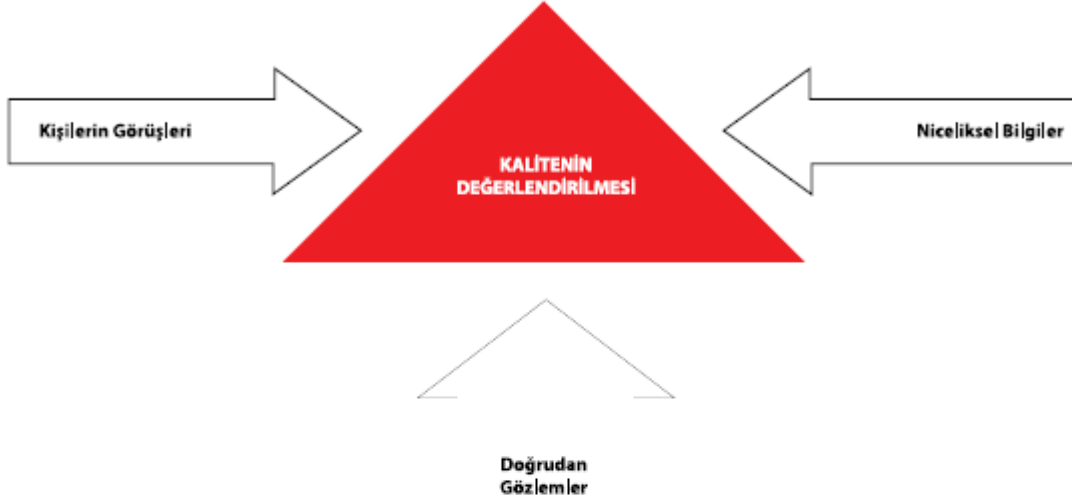 Kişilerin Görüşleri
Niceliksel Bilgiler
KALİTENİN
DEĞERLENDİRİLMESİ
Doğrudan
Gözlemler